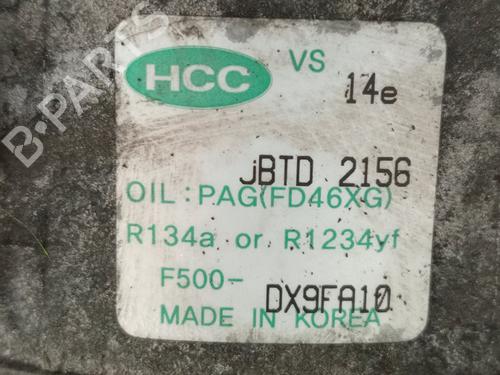 HCC VS
14e
jBTD 2156
OIL : PAG(FD46XG)
R134a or R1234yf
F500- DX9FA10
MADE IN KOREA
B-PARTS